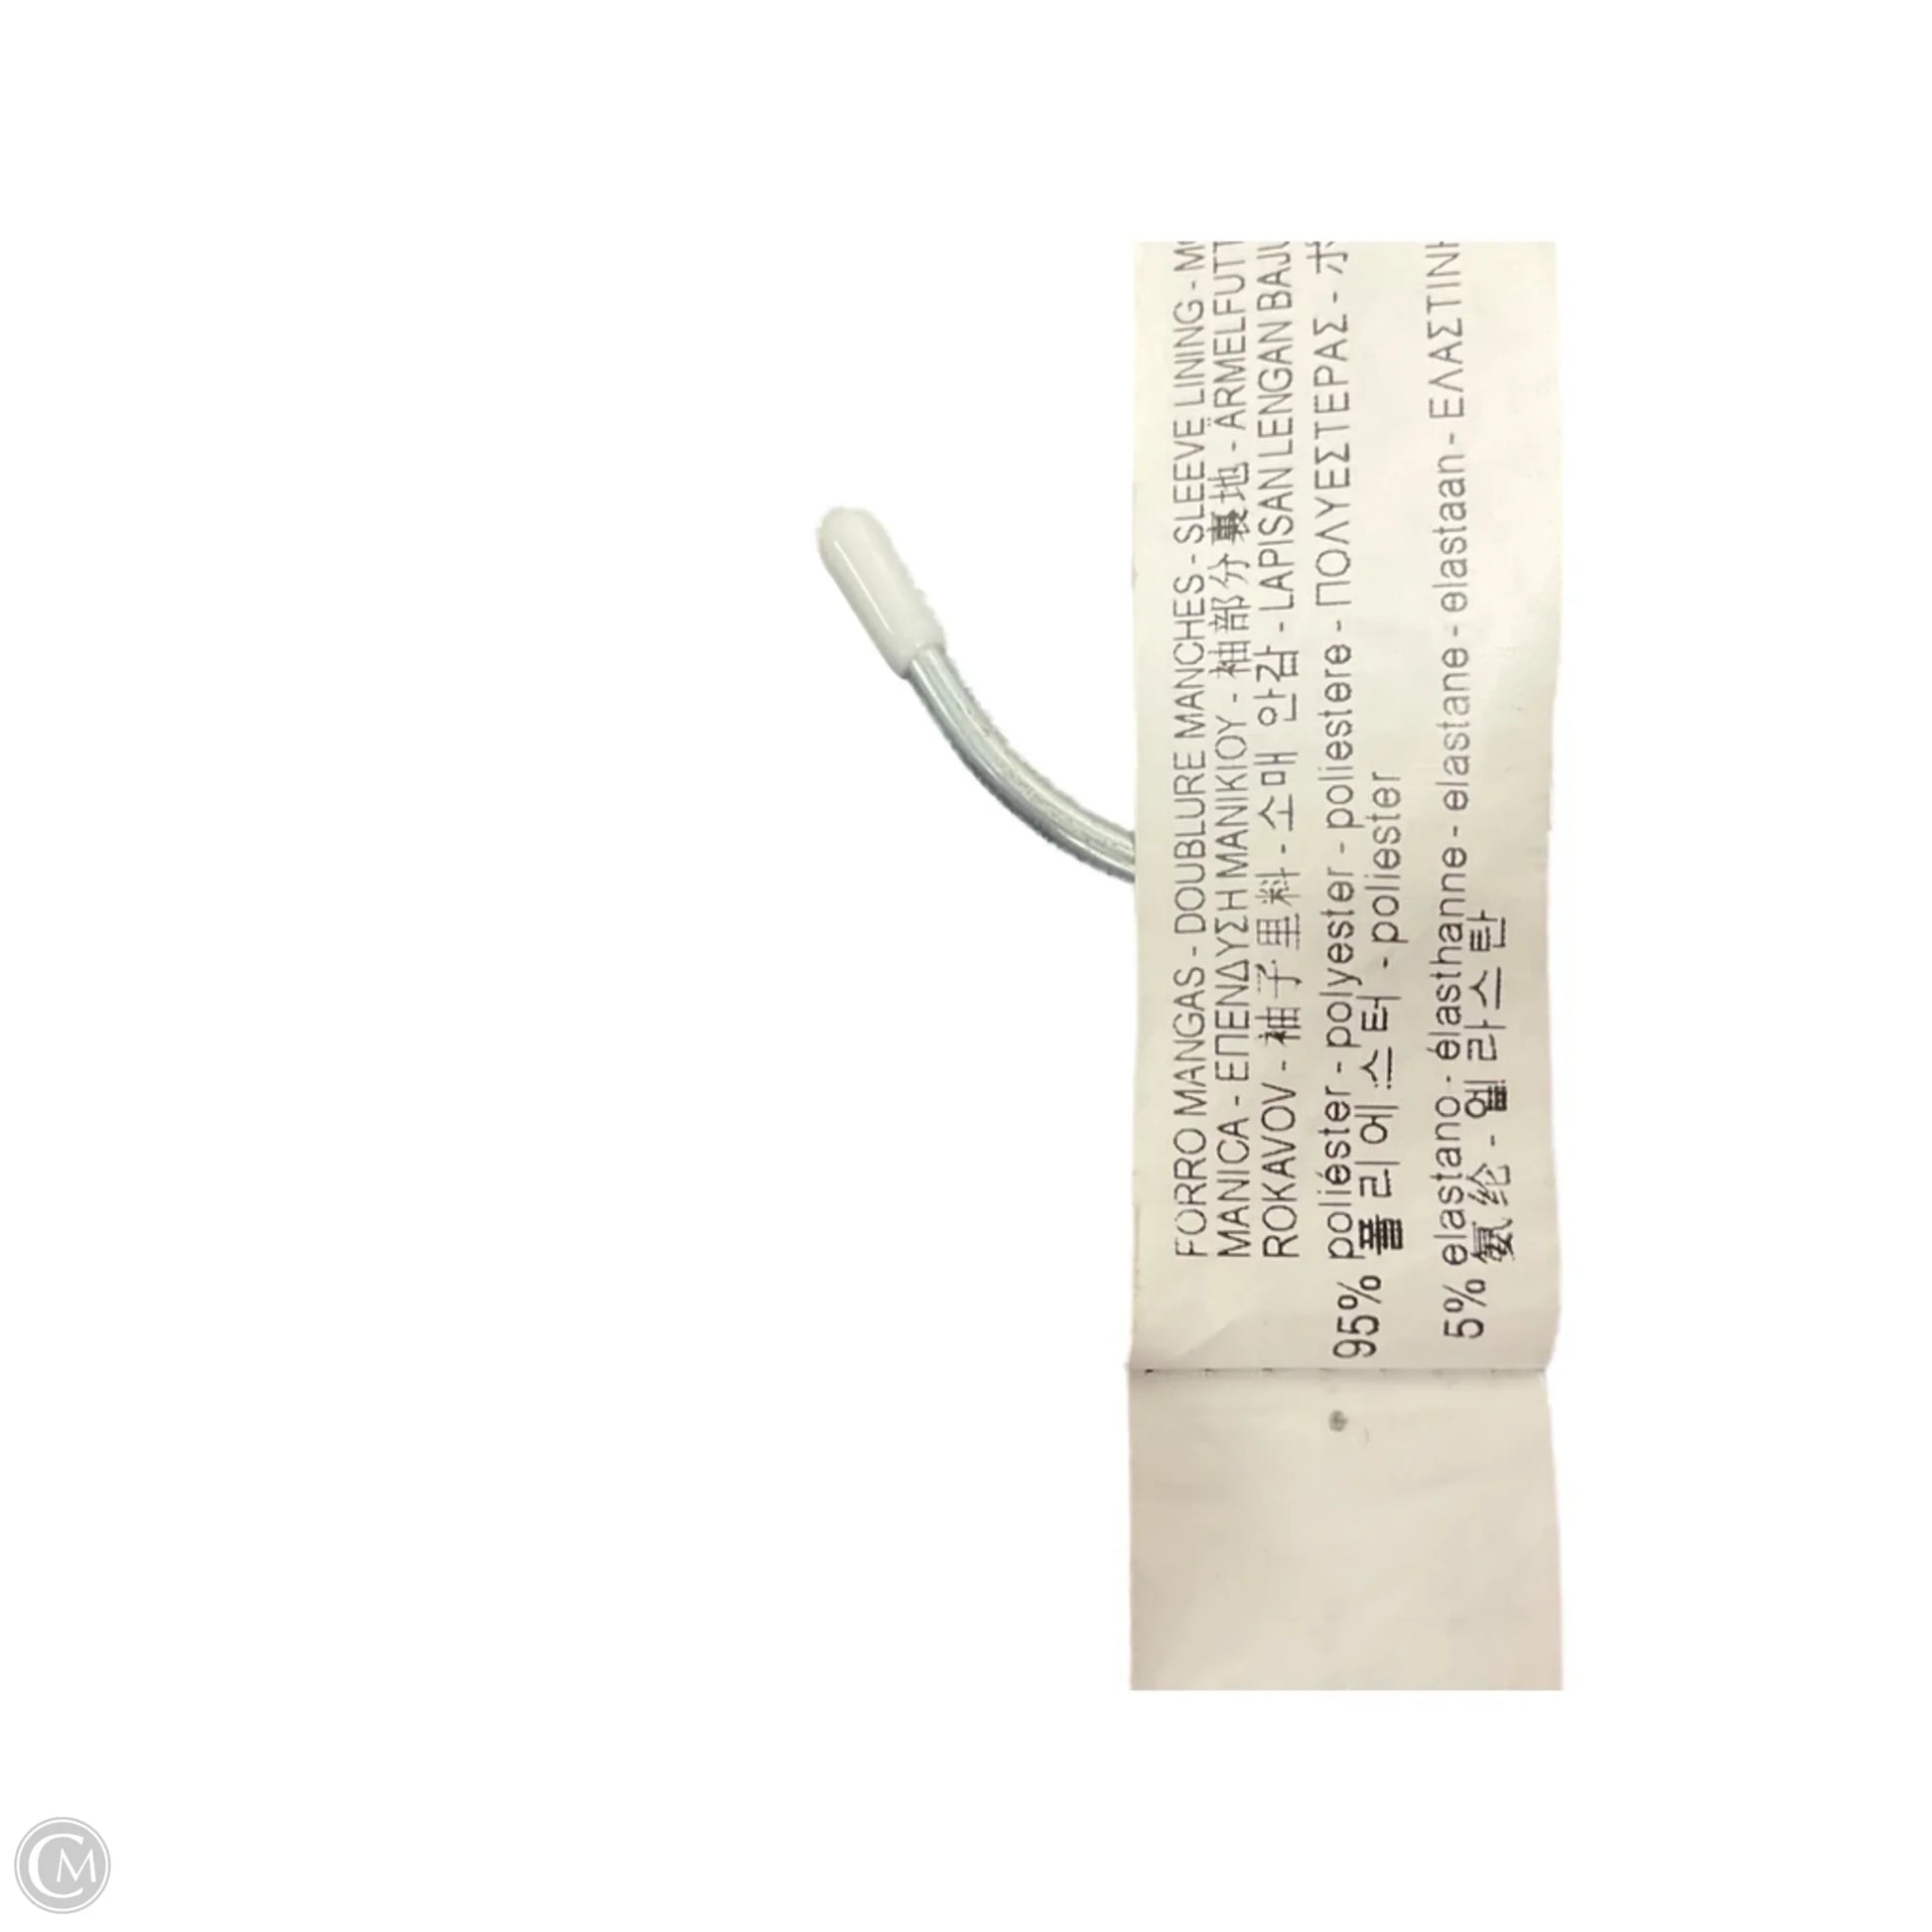 FORRO MANGAS - DOUBLURE MANCHES - SLEEVE LINING -
MANICA - ΕΠΕΝΔΥΣΗ ΜΑΝΙΚΙΟΥ - 袖部分裏地 - ÄRMELFUTT
ROKAVOV - 袖子里料 - 소매 안감 - LAPISAN LENGAN BAJU
95% poliéster - polyester - poliestere - ΠΟΛΥΕΣΤΕΡΑΣ -
폴리에스터 - poliester
5% elastano - élasthanne - elastane - elastaan - ΕΛΑΣΤΙΝΗ
氨纶 - 엘라스탄
CM